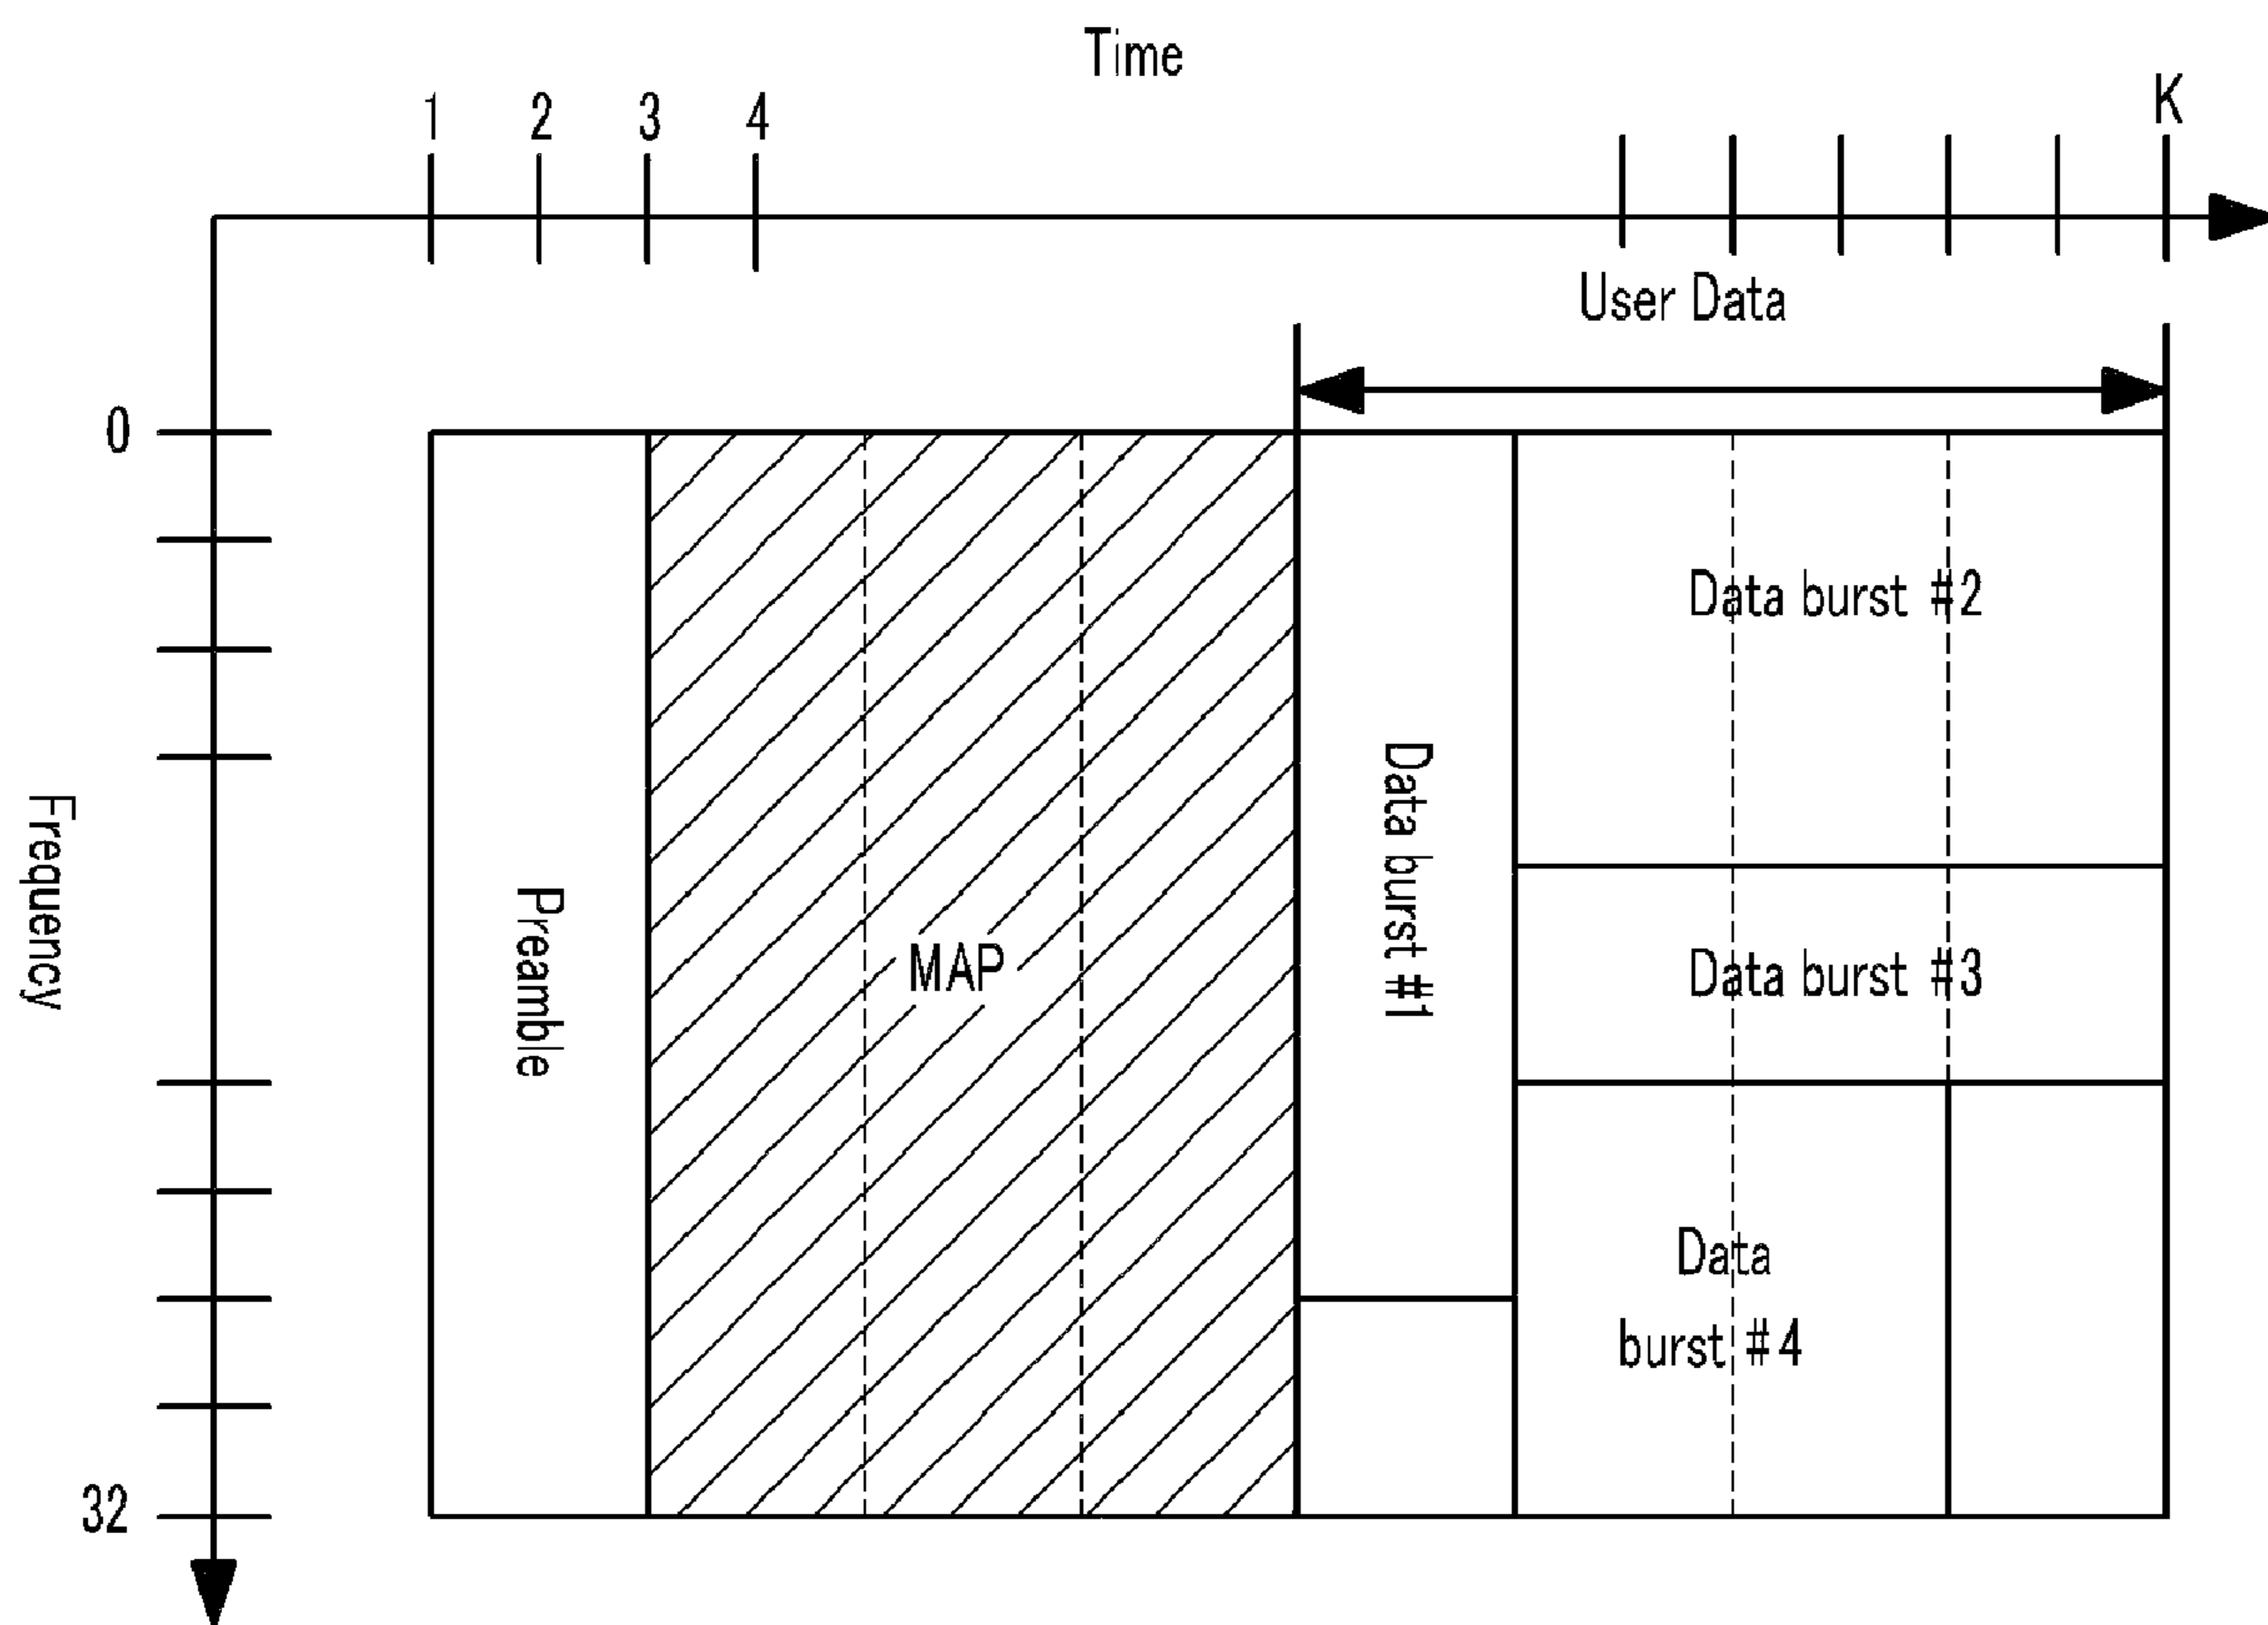 Time
1 2 3 4 K
User Data
0
Data burst #2
Data burst #1
Frequency
Preamble
MAP
Data burst #3
Data
burst #4
32